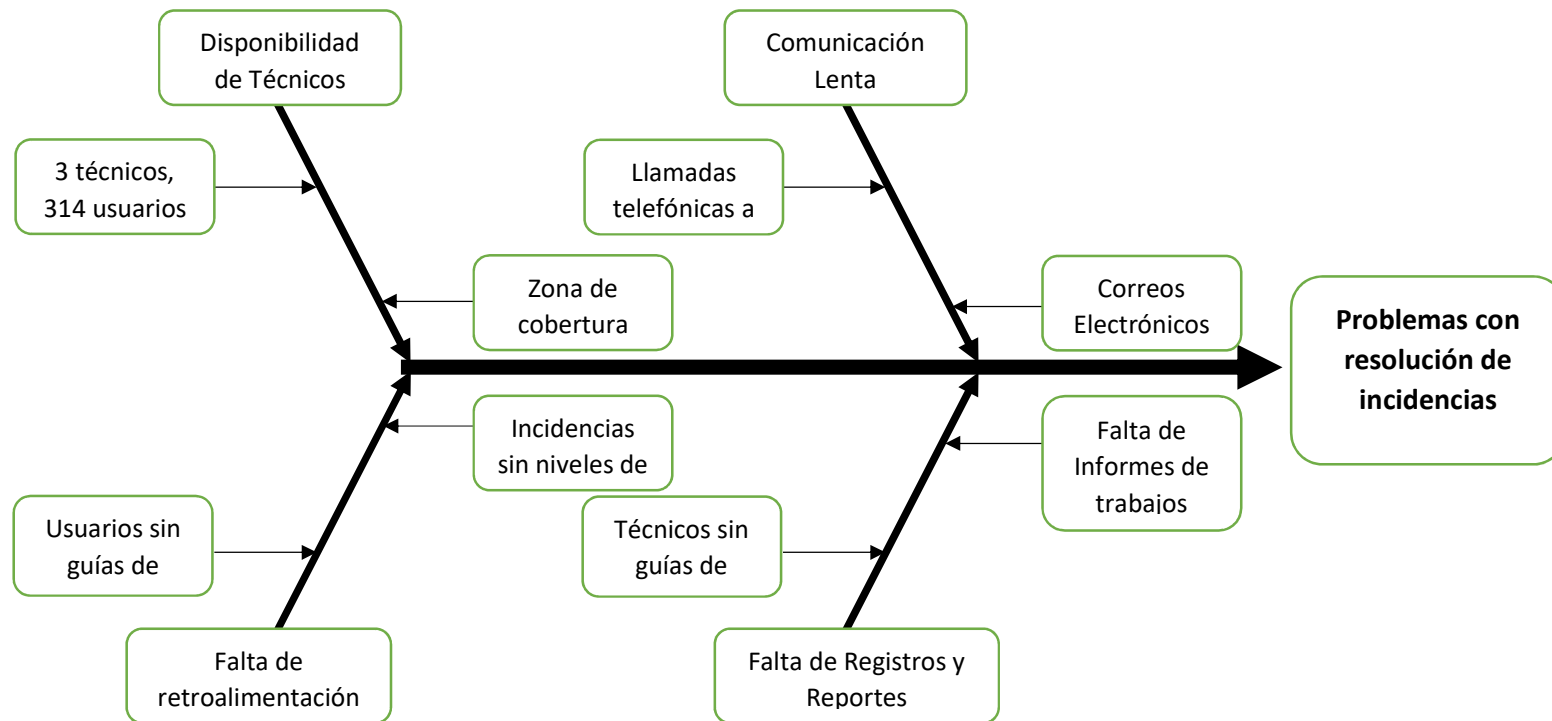 Disponibilidad
de Técnicos
Comunicación
Lenta
3 técnicos,
314 usuarios
Llamadas
telefónicas a
Zona de
cobertura
Correos
Electrónicos
Problemas con
resolución de
incidencias
Incidencias
sin niveles de
Falta de
Informes de
trabajos
Usuarios sin
guías de
Técnicos sin
guías de
Falta de
retroalimentación
Falta de Registros y
Reportes